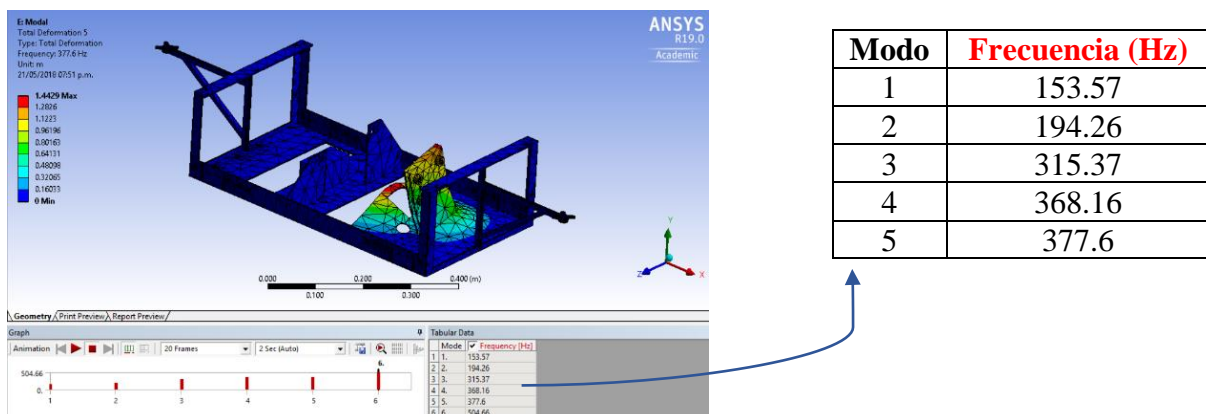 E: Modal
Total Deformation 5
Type: Total Deformation
Frequency: 377.6 Hz
Unit: m
21/05/2018 07:51 p.m.
1.4429 Max
1.2826
1.1223
0.96196
0.80163
0.64131
0.48098
0.32065
0.16033
0 Min
ANSYS
R19.0
Academic
0.000
0.200
0.400 (m)
0.100
0.300
Y
Z
X
Geometry Print Preview Report Preview
Graph
Animation
20 Frames
2 Sec (Auto)
504.66
0.
6.
1 2 3 4 5 6
Tabular Data
Mode Frequency [Hz]
1 1. 153.57
2 2. 194.26
3 3. 315.37
4 4. 368.16
5 5. 377.6
6 6. 504.66
Modo Frecuencia (Hz)
1 153.57
2 194.26
3 315.37
4 368.16
5 377.6